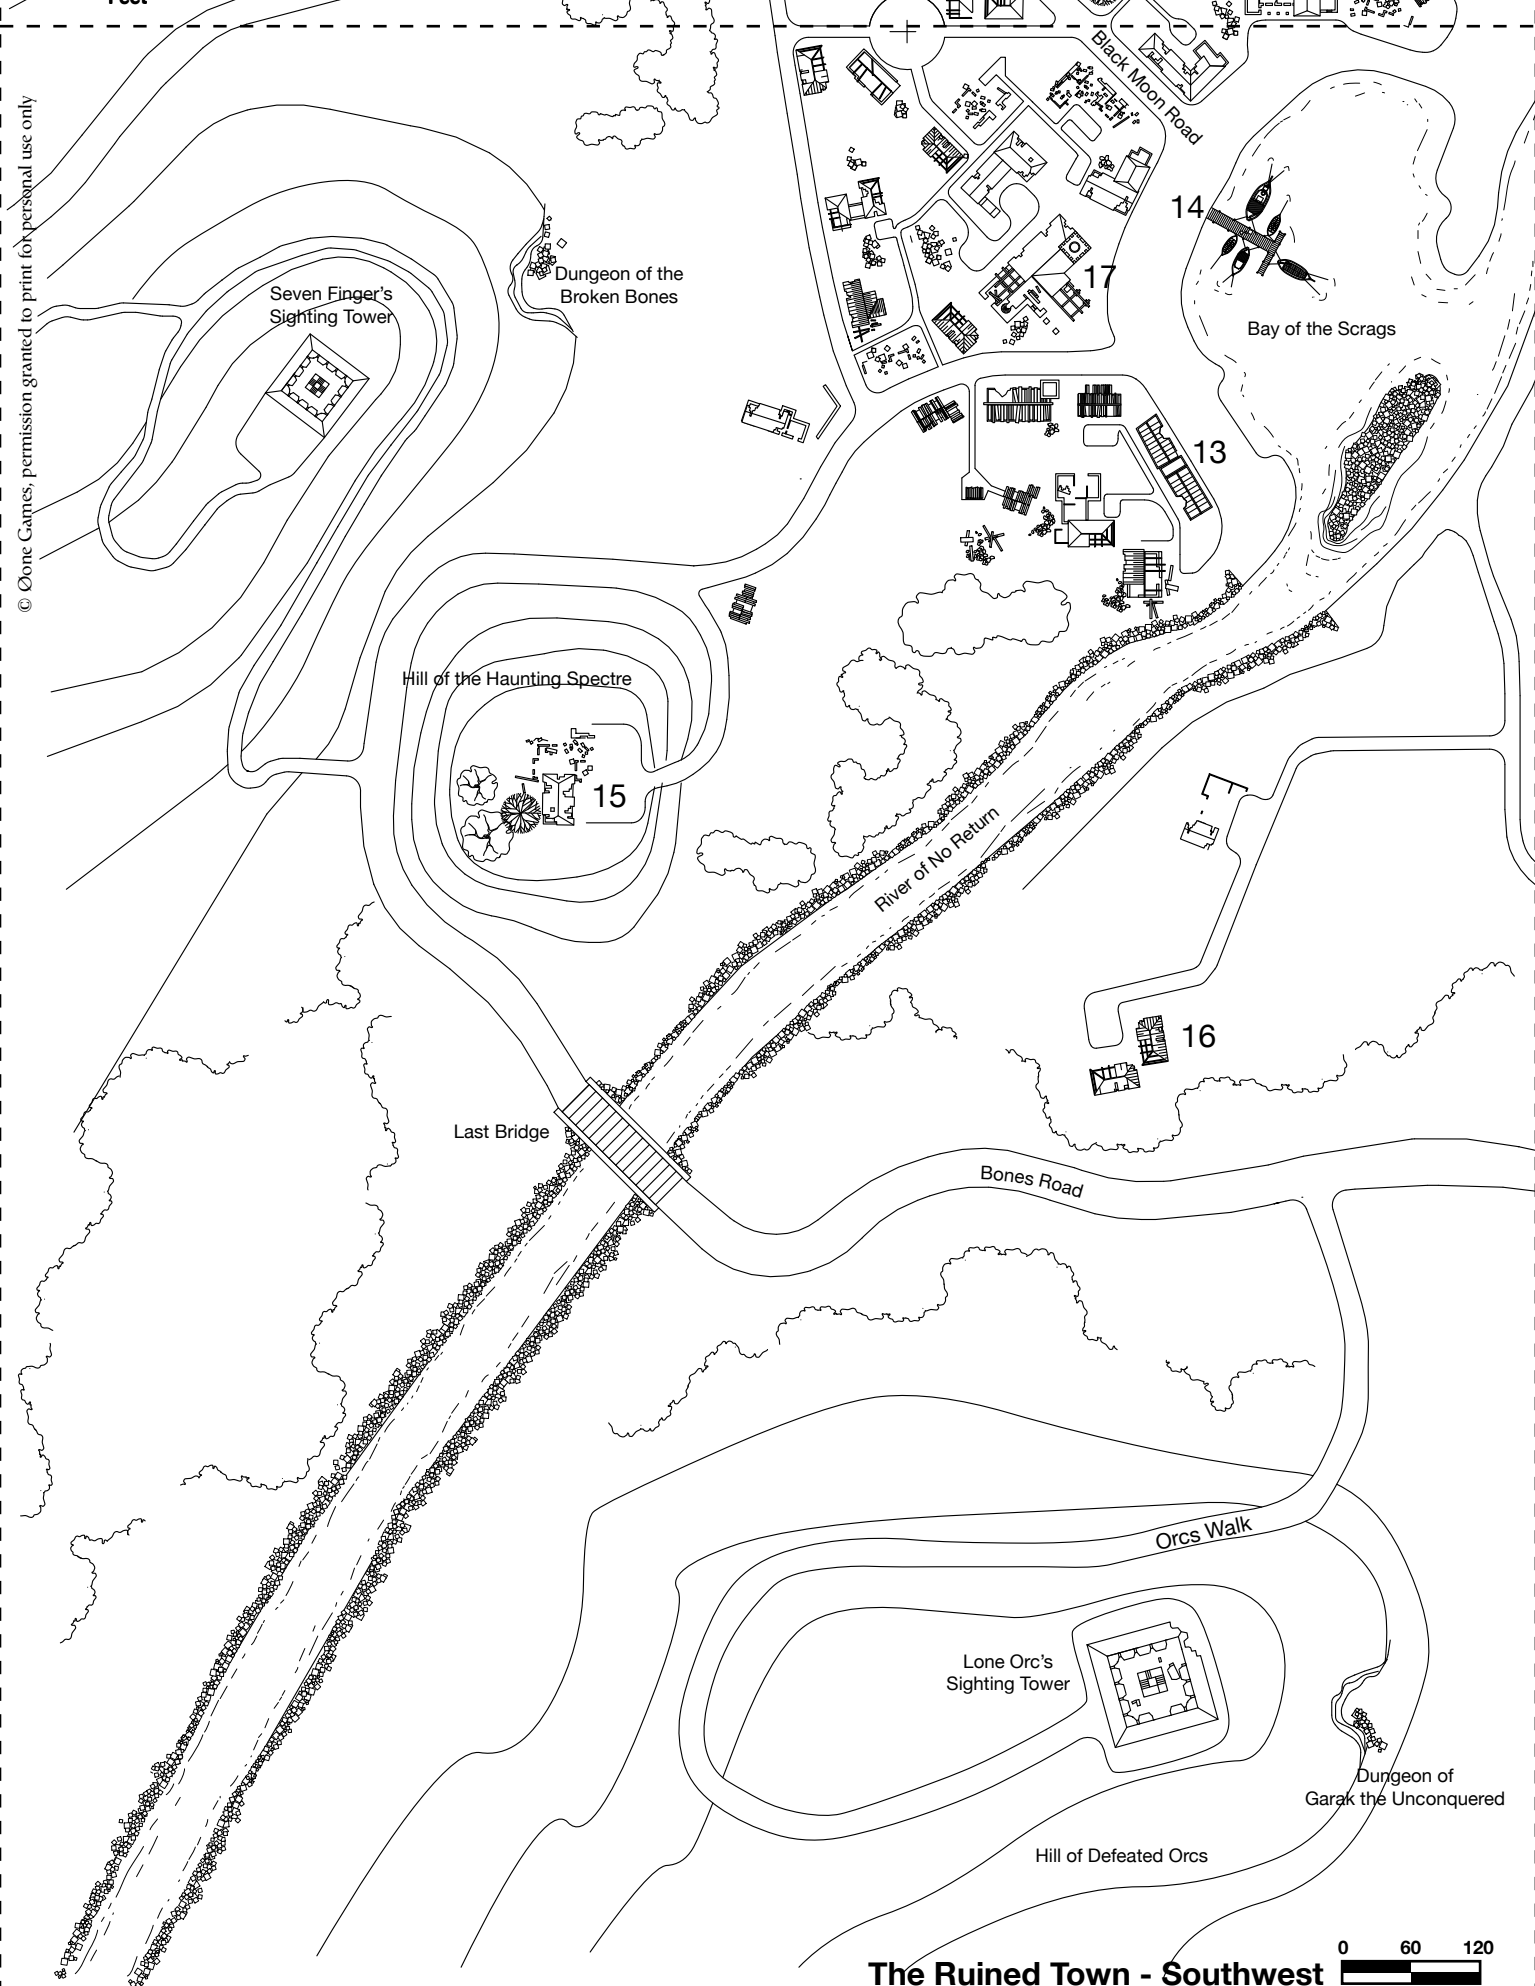 Feet
© Øone Games, permission granted to print for personal use only
Black Moon Road
14
Dungeon of the
Broken Bones
Seven Finger's
Sighting Tower
17
Bay of the Scrags
13
Hill of the Haunting Spectre
15
River of No Return
16
Last Bridge
Bones Road
Orcs Walk
Lone Orc's
Sighting Tower
Dungeon of
Garak the Unconquered
Hill of Defeated Orcs
0 60 120
The Ruined Town - Southwest